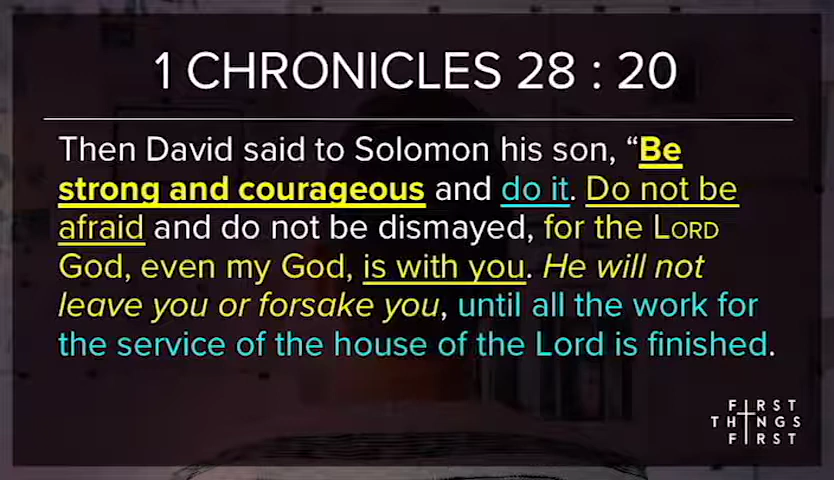 1 CHRONICLES 28 : 20
Then David said to Solomon his son, “Be
strong and courageous and do it. Do not be
afraid and do not be dismayed, for the LORD
God, even my God, is with you. He will not
leave you or forsake you, until all the work for
the service of the house of the Lord is finished.
FIRST
THINGS
FIRST